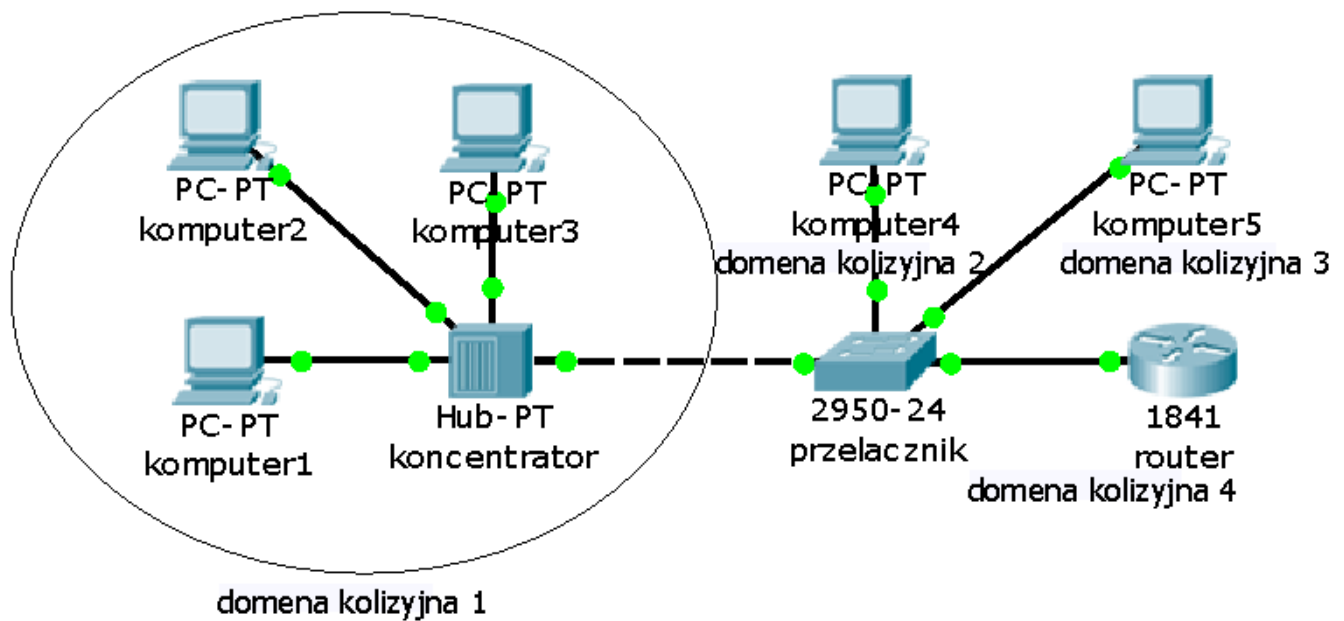 PC-PT
komputer2
PC-PT
komputer3
PC-PT
komputer4
domena kolizyjna 2
PC-PT
komputer5
domena kolizyjna 3
PC-PT
komputer1
Hub-PT
koncentrator
2950-24
przelacznik
1841
router
domena kolizyjna 4
domena kolizyjna 1